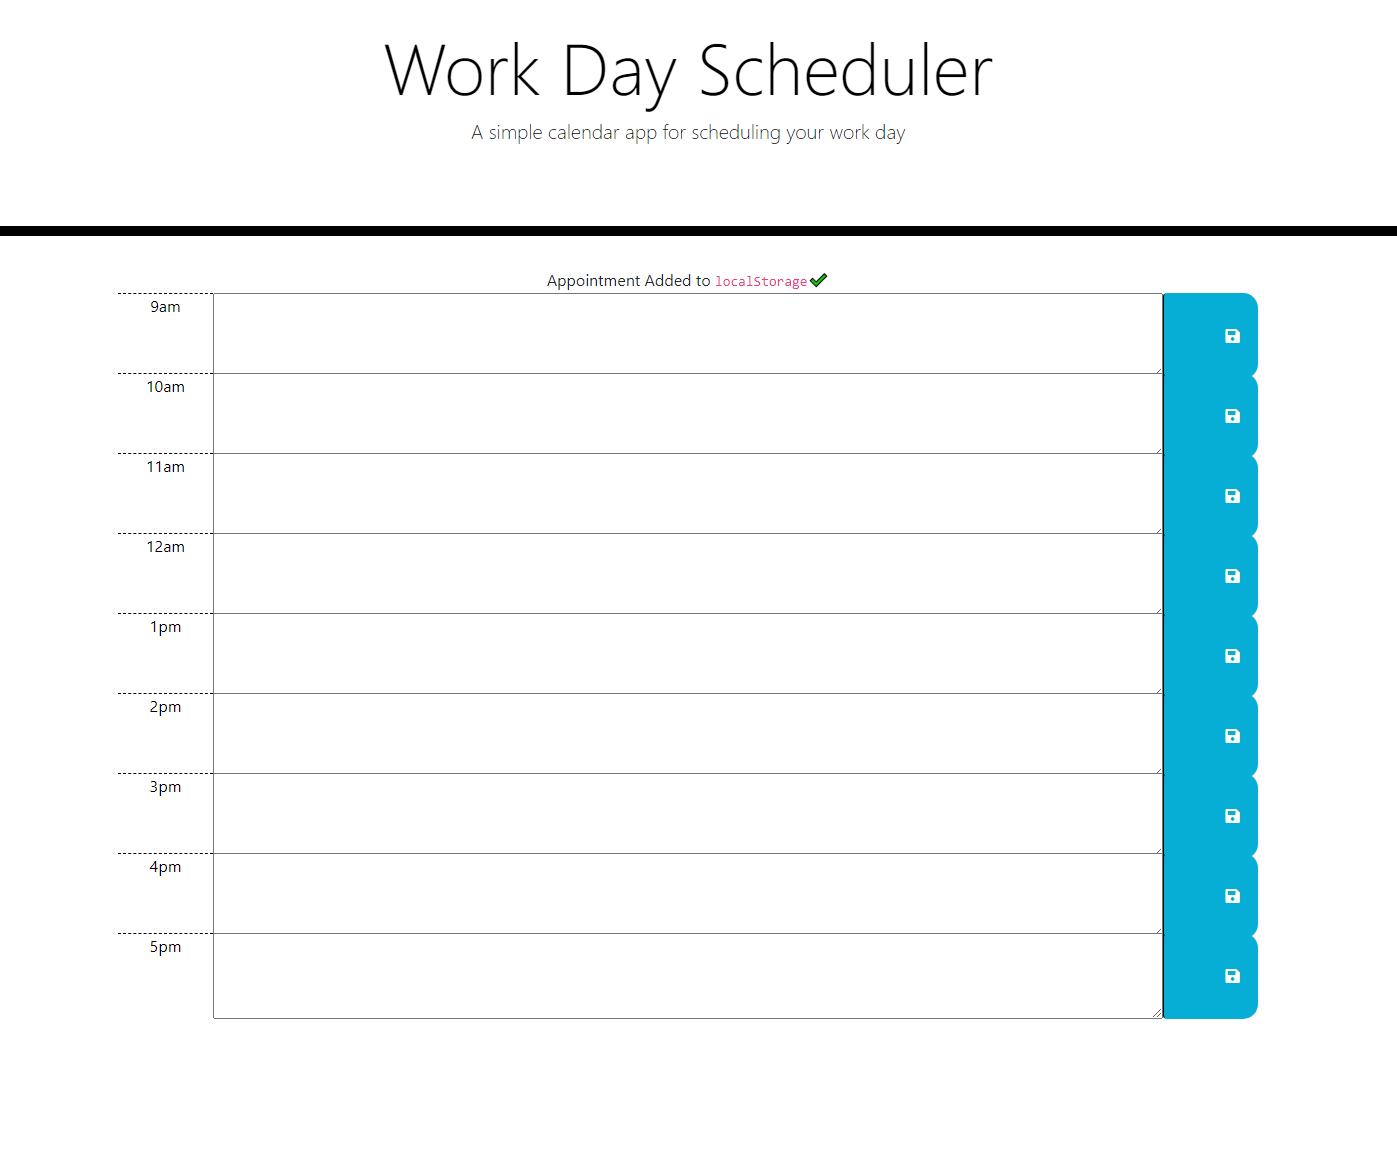 Work Day Scheduler
A simple calendar app for scheduling your work day
Appointment Added to localStorage✔
9am
10am
11am
12am
1pm
2pm
3pm
4pm
5pm